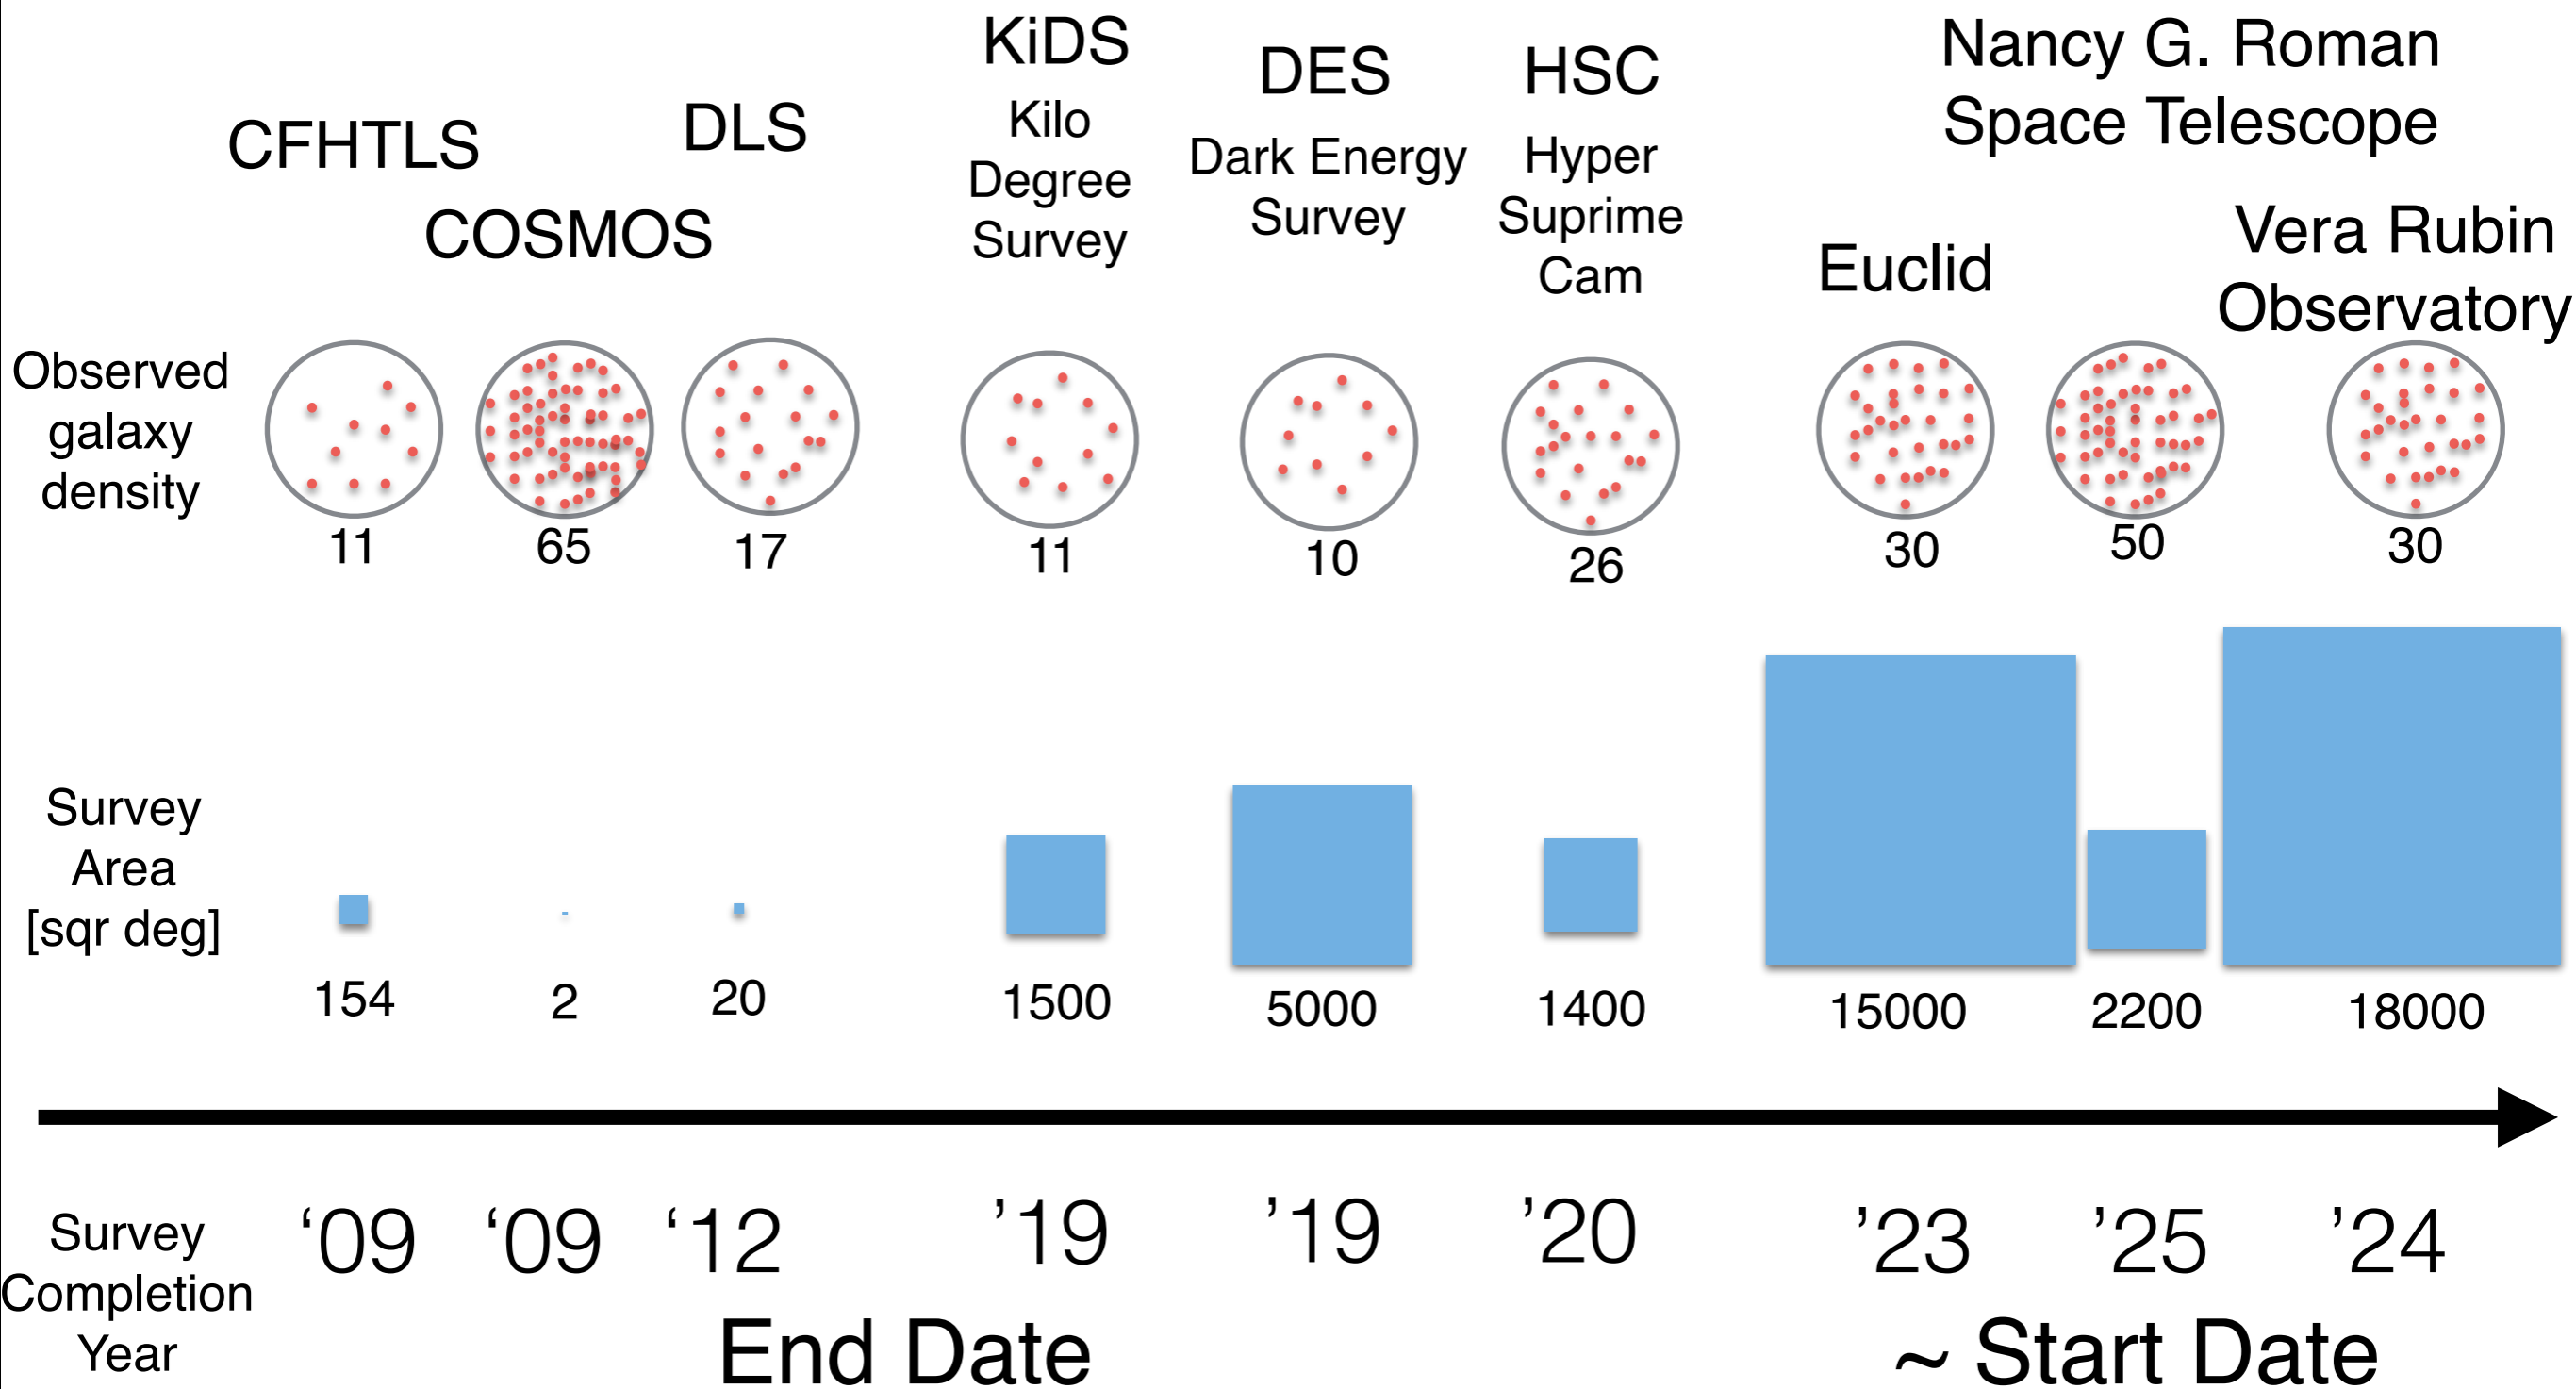 CFHTLS
COSMOS
DLS
KiDS
Kilo
Degree
Survey
DES
Dark Energy
Survey
HSC
Hyper
Suprime
Cam
Nancy G. Roman
Space Telescope
Euclid
Vera Rubin
Observatory
Observed
galaxy
density
11
65
17
11
10
26
30
50
30
Survey
Area
[sqr deg]
154
2
20
1500
5000
1400
15000
2200
18000
Survey
Completion
Year
‘09
‘09
‘12
’19
’19
’20
’23
’25
’24
End Date
~ Start Date